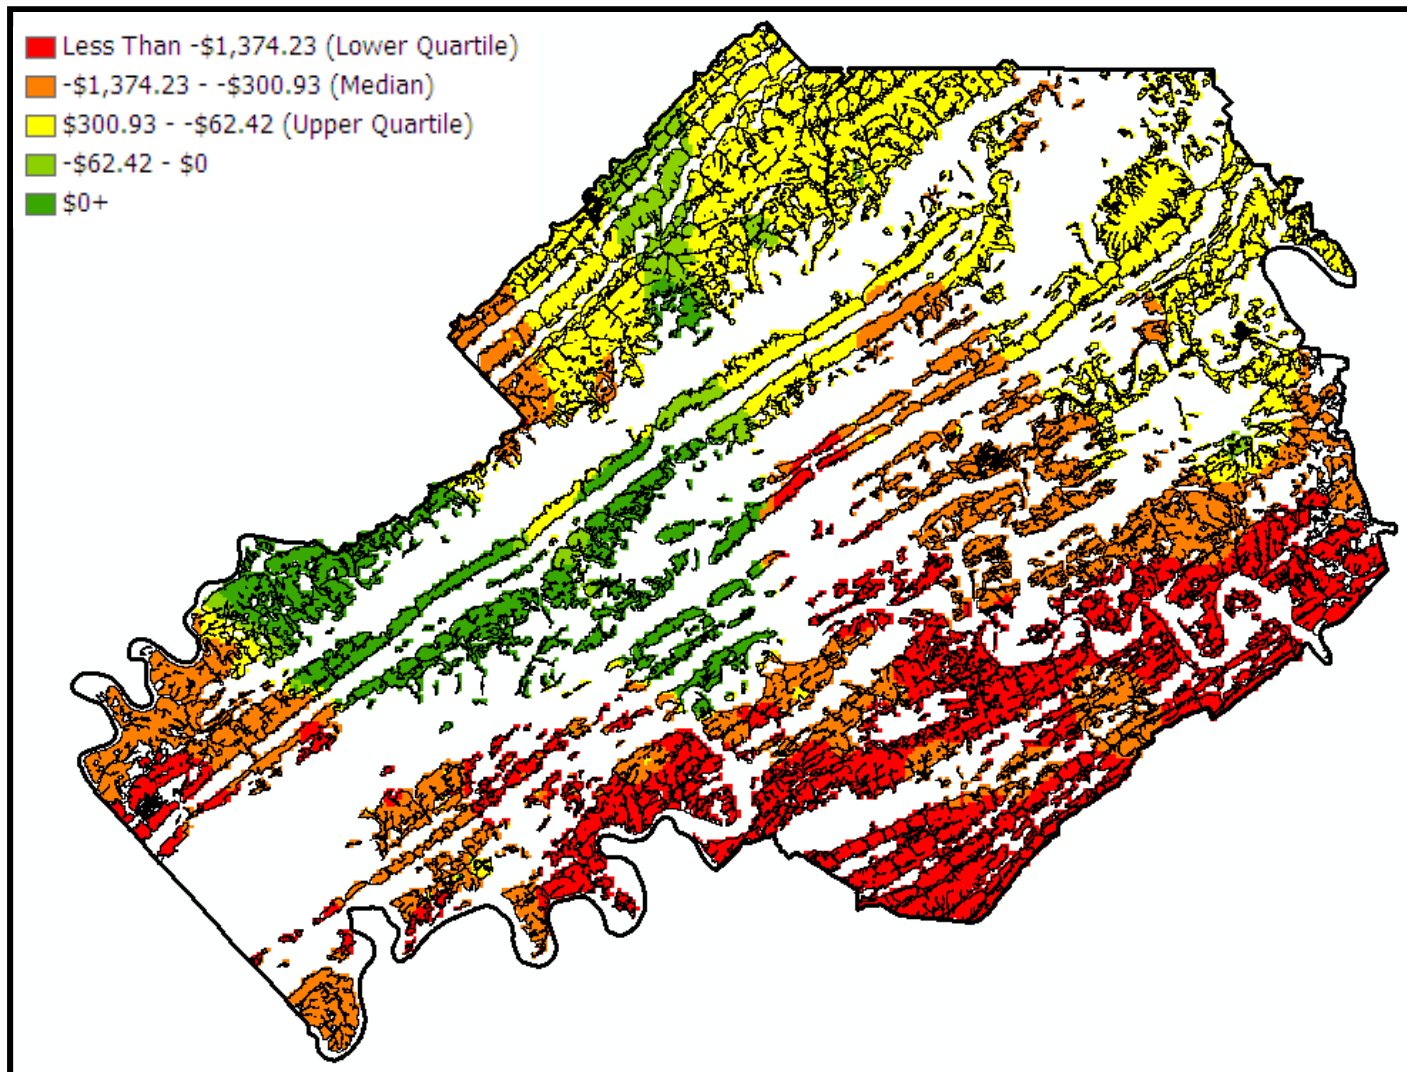 Less Than -$1,374.23 (Lower Quartile)
-$1,374.23 - -$300.93 (Median)
$300.93 - -$62.42 (Upper Quartile)
-$62.42 - $0
$0+